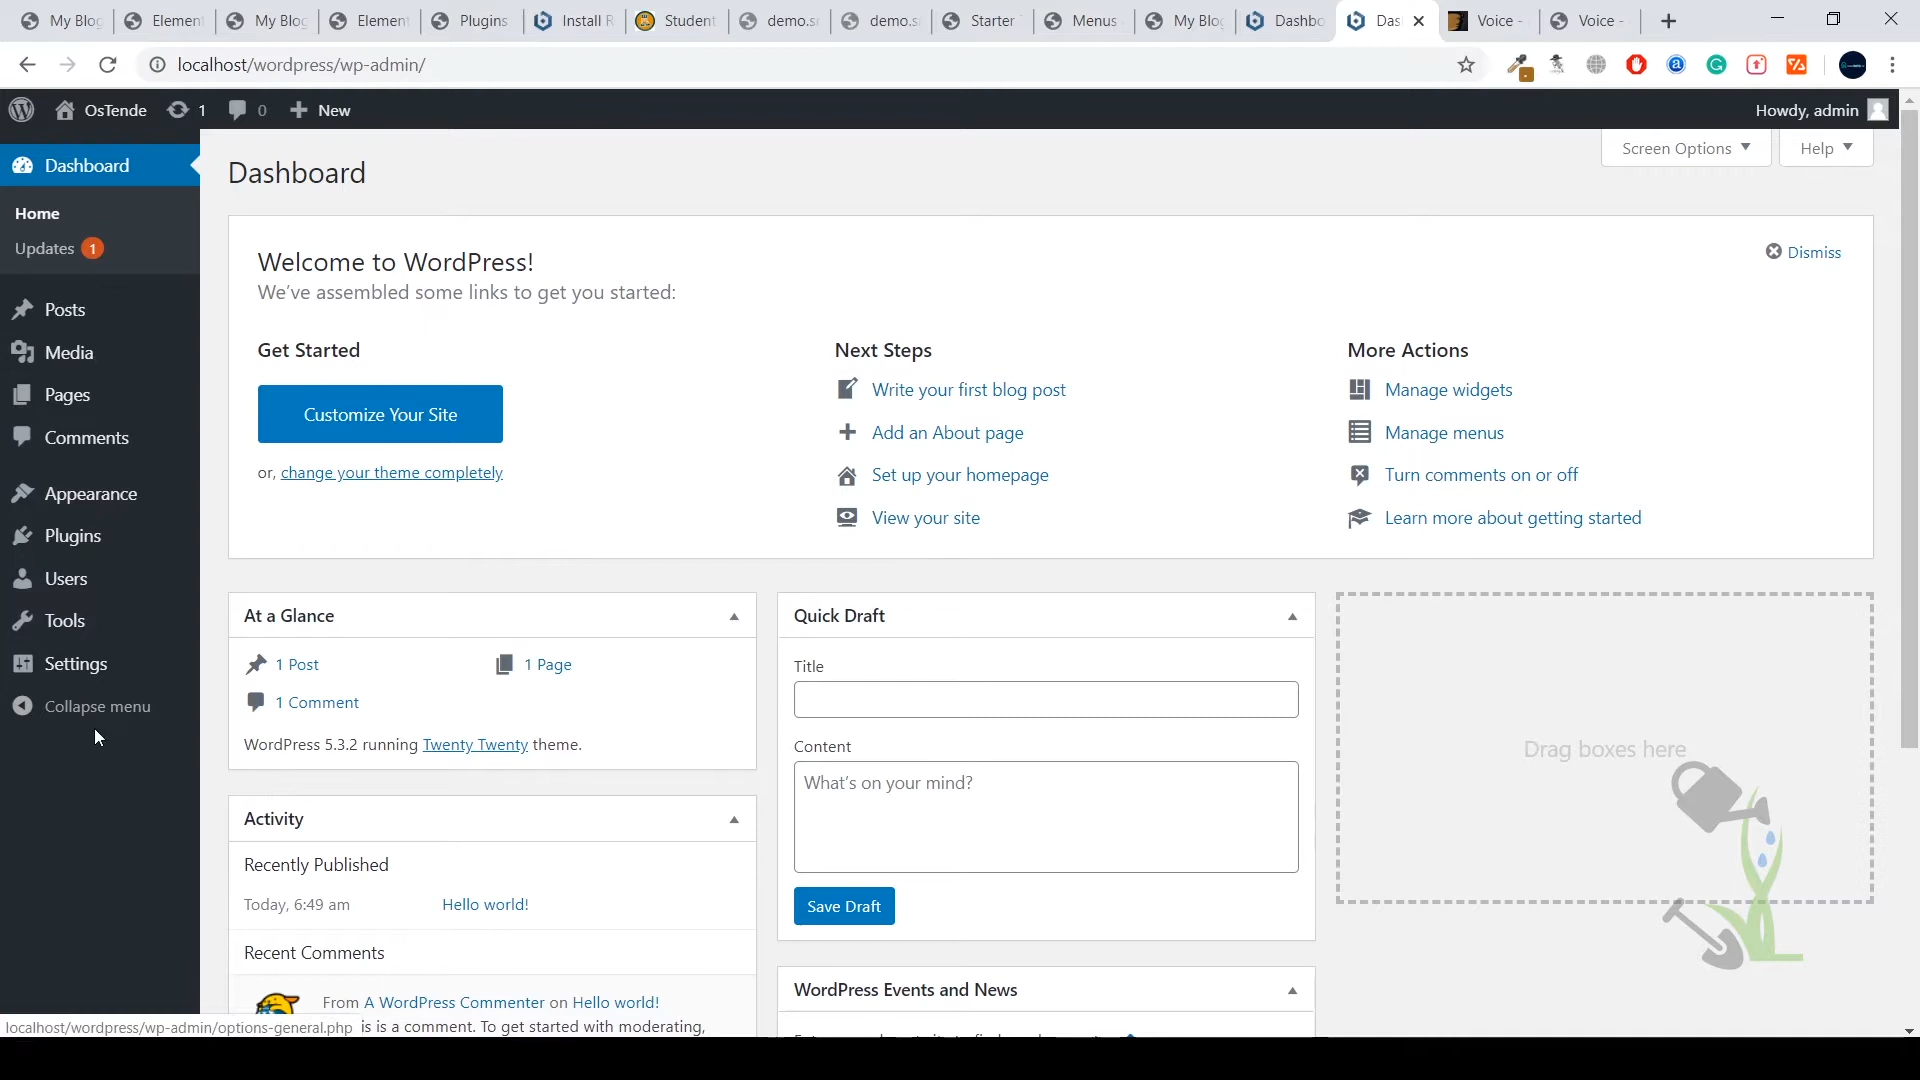 My Blog
Element
My Blog
Element
Plugins
Install R
Student
demo.s
demo.s
Starter
Menus
My Blog
Dashbo
Das
Voice -
Voice -
localhost/wordpress/wp-admin/
OsTende
1
0
New
Howdy, admin
Dashboard
Home
Updates 1
Posts
Media
Pages
Comments
Appearance
Plugins
Users
Tools
Settings
Collapse menu
Dashboard
Screen Options
Help
Welcome to WordPress!
We've assembled some links to get you started:
Dismiss
Get Started
Customize Your Site
or, change your theme completely
Next Steps
Write your first blog post
Add an About page
Set up your homepage
View your site
More Actions
Manage widgets
Manage menus
Turn comments on or off
Learn more about getting started
At a Glance
1 Post
1 Page
1 Comment
WordPress 5.3.2 running Twenty Twenty theme.
Activity
Recently Published
Today, 6:49 am
Hello world!
Recent Comments
From A WordPress Commenter on Hello world!
is is a comment. To get started with moderating,
Quick Draft
Title
Content
What's on your mind?
Save Draft
WordPress Events and News
Drag boxes here
localhost/wordpress/wp-admin/options-general.php